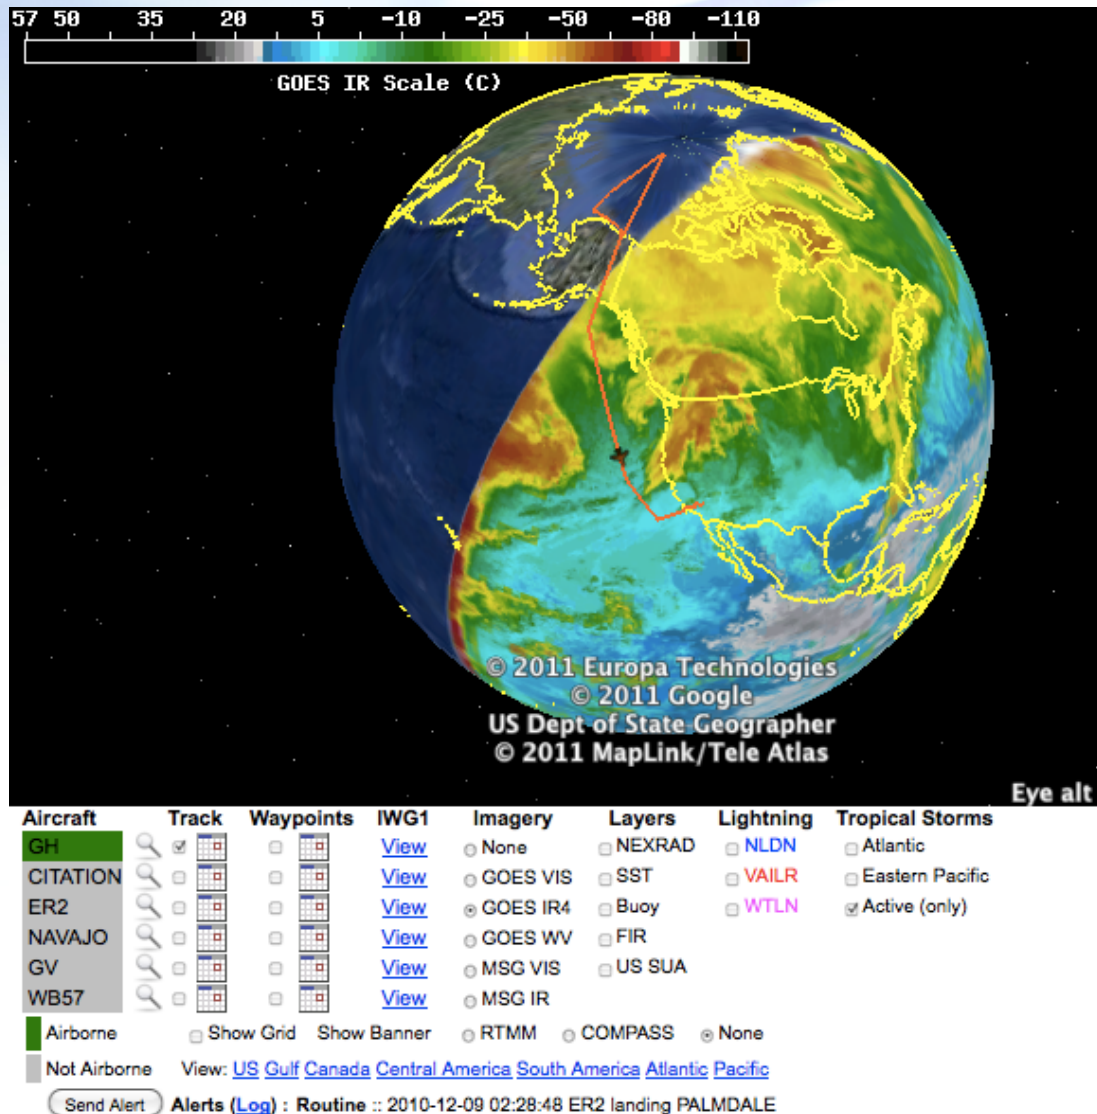 57 50 35 20 5 -10 -25 -50 -80 -110
GOES IR Scale (C)
© 2011 Europa Technologies
© 2011 Google
US Dept of State Geographer
© 2011 MapLink/Tele Atlas
Eye alt
Aircraft Track Waypoints IWG1 Imagery Layers Lightning Tropical Storms
GH View None NEXRAD NLDN Atlantic
CITATION View GOES VIS SST VAILR Eastern Pacific
ER2 View GOES IR4 Buoy WTLN Active (only)
NAVAJO View GOES WV FIR
GV View MSG VIS US SUA
WB57 View MSG IR
Airborne Show Grid Show Banner RTMM COMPASS None
Not Airborne View: US Gulf Canada Central America South America Atlantic Pacific
Send Alert Alerts (Log) : Routine :: 2010-12-09 02:28:48 ER2 landing PALMDALE